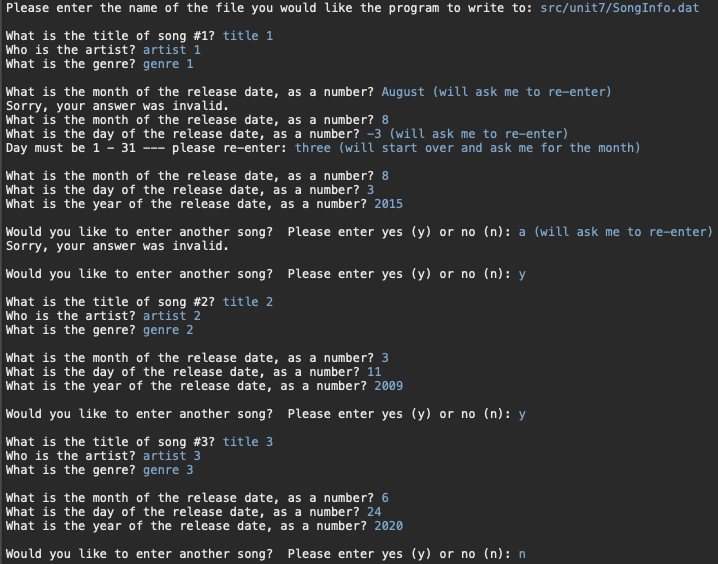 Please enter the name of the file you would like the program to write to: src/unit7/SongInfo.dat
What is the title of song #1? title 1
Who is the artist? artist 1
What is the genre? genre 1
What is the month of the release date, as a number? August (will ask me to re-enter)
Sorry, your answer was invalid.
What is the month of the release date, as a number? 8
What is the day of the release date, as a number? -3 (will ask me to re-enter)
Day must be 1 - 31 --- please re-enter: three (will start over and ask me for the month)
What is the month of the release date, as a number? 8
What is the day of the release date, as a number? 3
What is the year of the release date, as a number? 2015
Would you like to enter another song?  Please enter yes (y) or no (n): a (will ask me to re-enter)
Sorry, your answer was invalid.
Would you like to enter another song?  Please enter yes (y) or no (n): y
What is the title of song #2? title 2
Who is the artist? artist 2
What is the genre? genre 2
What is the month of the release date, as a number? 3
What is the day of the release date, as a number? 11
What is the year of the release date, as a number? 2009
Would you like to enter another song?  Please enter yes (y) or no (n): y
What is the title of song #3? title 3
Who is the artist? artist 3
What is the genre? genre 3
What is the month of the release date, as a number? 6
What is the day of the release date, as a number? 24
What is the year of the release date, as a number? 2020
Would you like to enter another song?  Please enter yes (y) or no (n): n